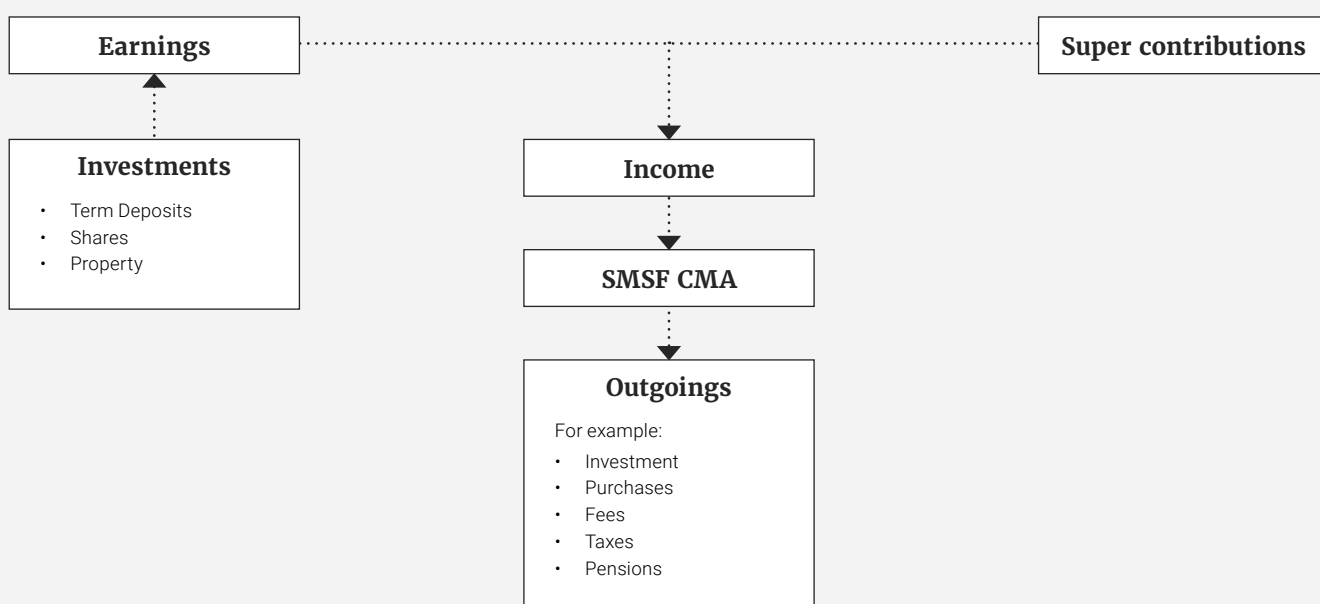 Earnings
Super contributions
Investments
• Term Deposits
• Shares
• Property
Income
SMSF CMA
Outgoings
For example:
• Investment
• Purchases
• Fees
• Taxes
• Pensions